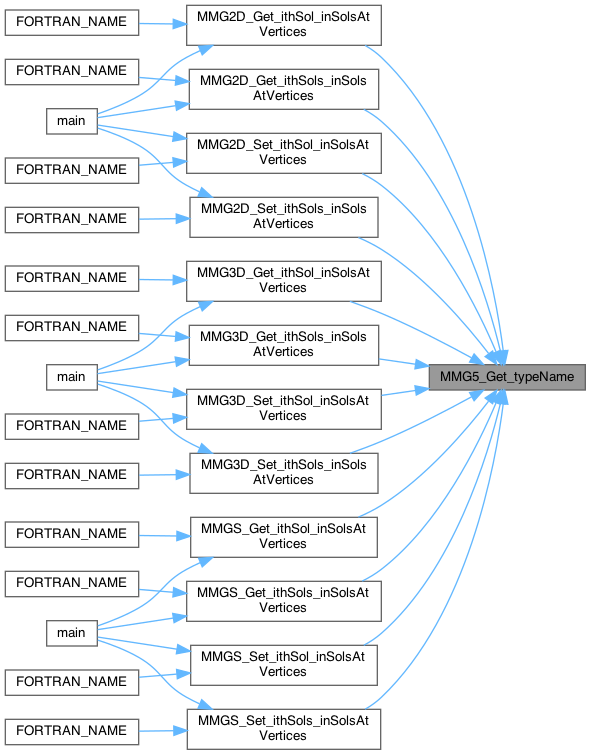 FORTRAN_NAME
MMG2D_Get_ithSol_inSolsAt
Vertices
FORTRAN_NAME
MMG2D_Get_ithSols_inSols
AtVertices
main
MMG2D_Set_ithSol_inSolsAt
Vertices
FORTRAN_NAME
MMG2D_Set_ithSols_inSols
AtVertices
FORTRAN_NAME
MMG3D_Get_ithSol_inSolsAt
Vertices
FORTRAN_NAME
MMG3D_Get_ithSols_inSols
AtVertices
main
MMG5_Get_typeName
MMG3D_Set_ithSol_inSolsAt
Vertices
FORTRAN_NAME
MMG3D_Set_ithSols_inSols
AtVertices
FORTRAN_NAME
MMGS_Get_ithSol_inSolsAt
Vertices
FORTRAN_NAME
MMGS_Get_ithSols_inSolsAt
Vertices
FORTRAN_NAME
main
MMGS_Set_ithSol_inSolsAt
Vertices
FORTRAN_NAME
MMGS_Set_ithSols_inSolsAt
Vertices
FORTRAN_NAME